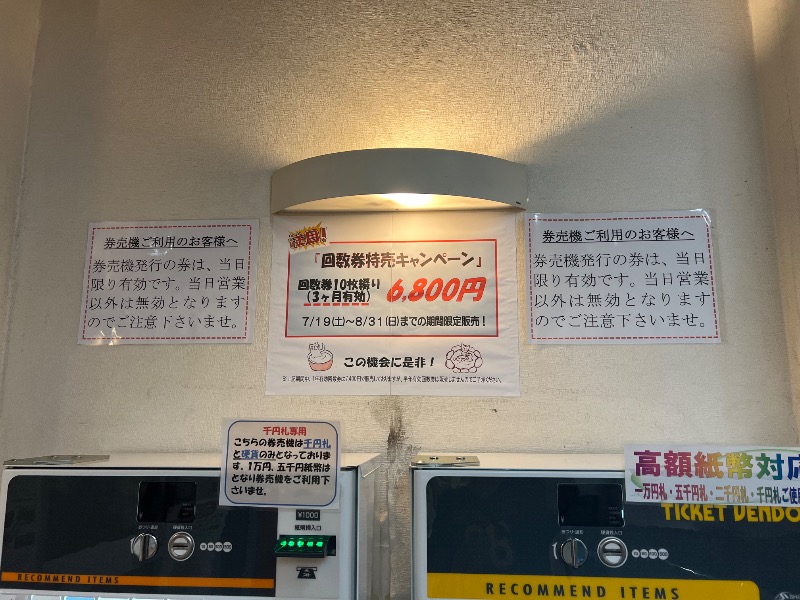 券売機ご利用のお客様へ
券売機発行の券は、当日
限り有効です。当日営業
以外は無効となります
のでご注意下さいませ。
「回数券特売キャンペーン」
回数券10枚綴り
(3ヶ月有効)
6,800円
7/19(土)～8/31(日)までの期間限定販売！
この機会に是非！
券売機ご利用のお客様へ
券売機発行の券は、当日
限り有効です。当日営業
以外は無効となります
のでご注意下さいませ。
千円札専用
こちらの券売機は千円札
と硬貨のみとなっておりま
す。1万円、五千円紙幣は
となり券売機をご利用下
さいませ。
¥1000
紙幣挿入口
RECOMMEND ITEMS
高額紙幣対応
一万円札・五千円札・二千円札・千円札ご使用
TICKET VENDO
硬貨投入口
RECOMMEND ITEMS